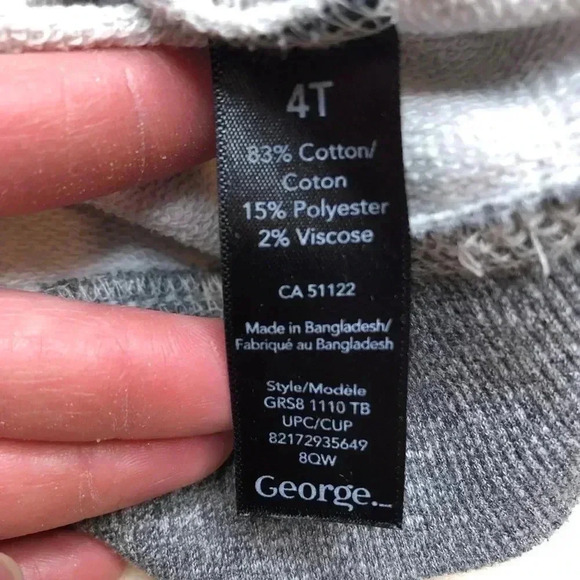 4T
83% Cotton/
Coton
15% Polyester
2% Viscose
CA 51122
Made in Bangladesh/
Fabriqué au Bangladesh
Style/Modèle
GRS8 1110 TB
UPC/CUP
82172935649
8QW
George.